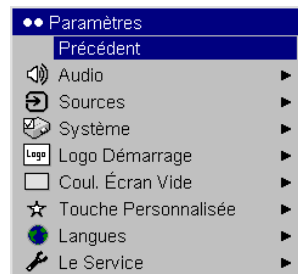 Paramètres
Précédent
Audio
Sources
Système
Logo Logo Démarrage
Coul. Écran Vide
Touche Personnalisée
Langues
Le Service